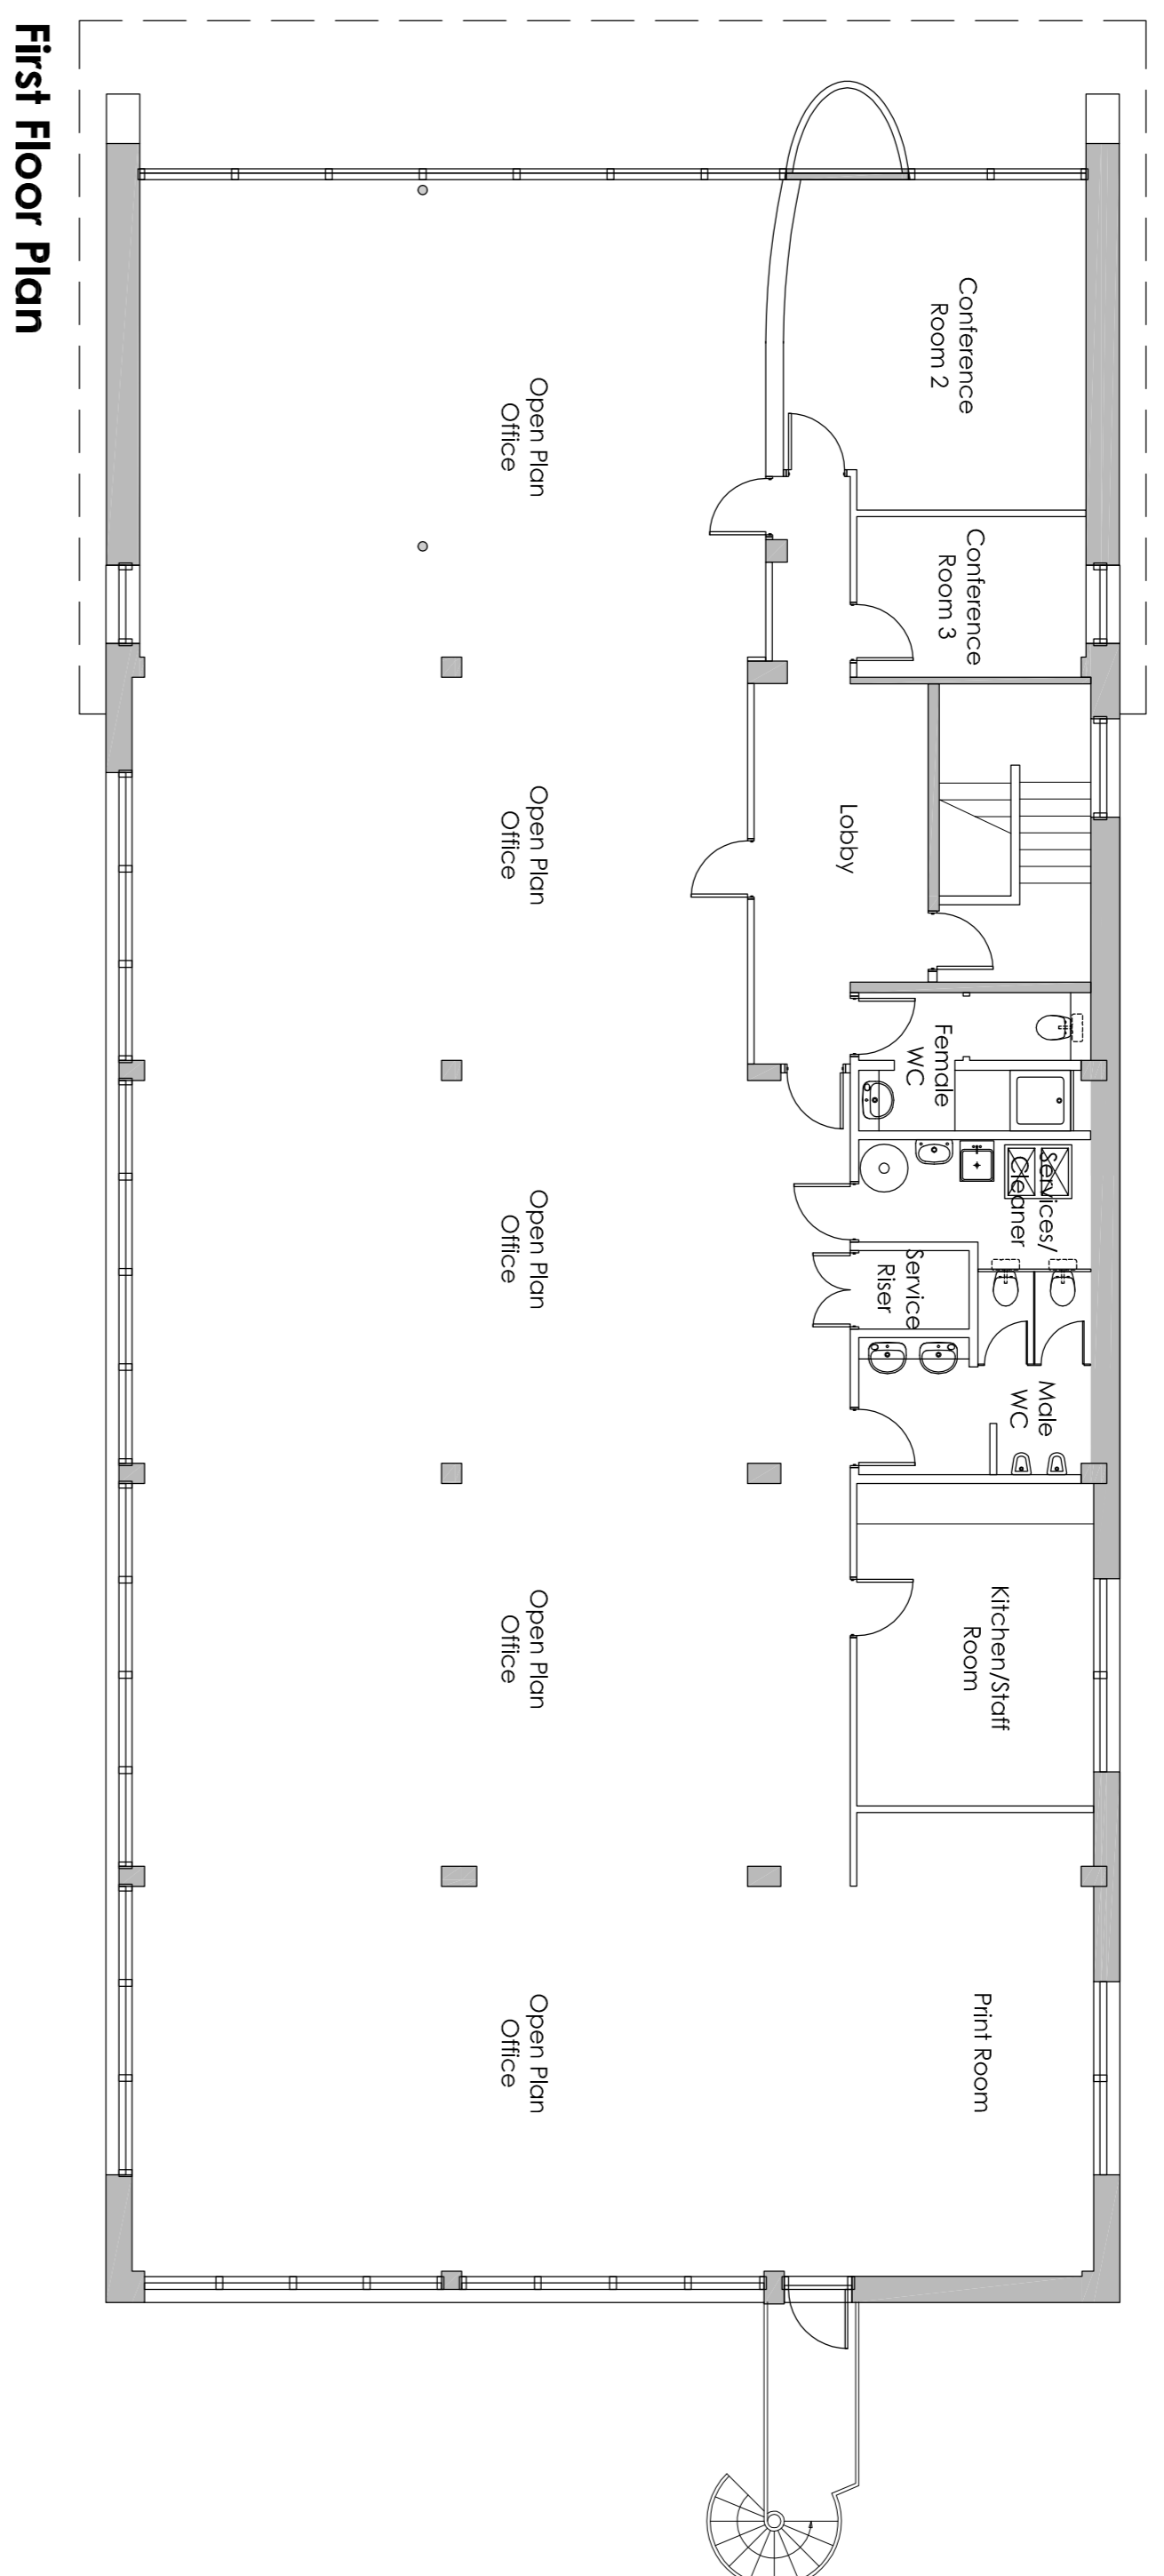 First Floor Plan
Conference
Room 2
Conference
Room 3
Lobby
Female
WC
Services/
Cleaner
Service
Riser
Male
WC
Kitchen/Staff
Room
Print Room
Open Plan
Office
Open Plan
Office
Open Plan
Office
Open Plan
Office
Open Plan
Office